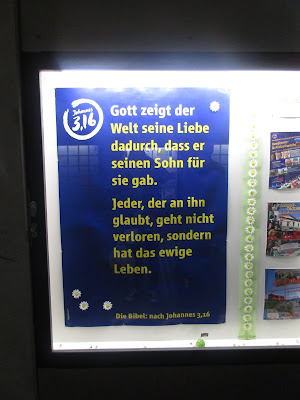 Johannes
3,16
Gott zeigt der
Welt seine Liebe
dadurch, dass er
seinen Sohn für
sie gab.
Jeder, der an ihn
glaubt, geht nicht
verloren, sondern
hat das ewige
Leben.
Die Bibel: nach Johannes 3,16